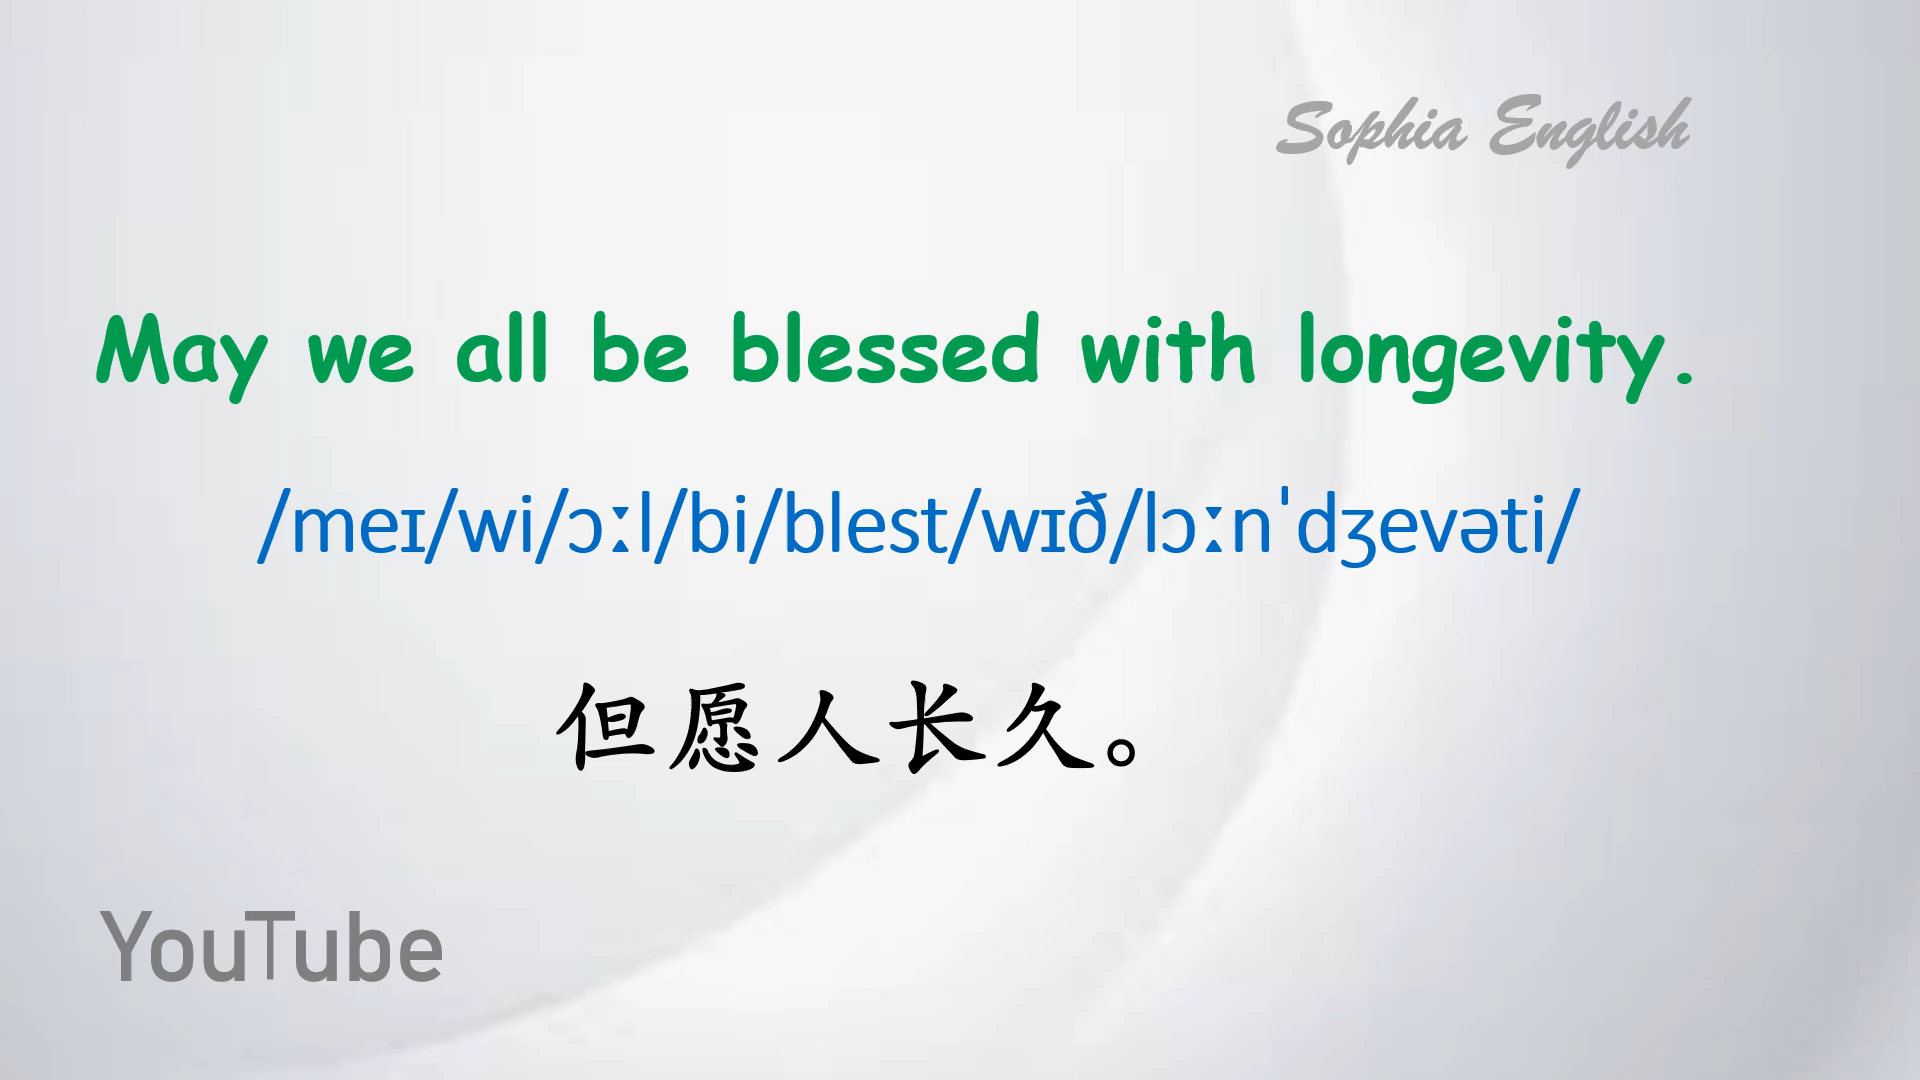 Sophia English
May we all be blessed with longevity.
/meɪ/wi/ɔːl/bi/blest/wɪð/lɔːnˈdʒevəti/
但愿人长久。
YouTube